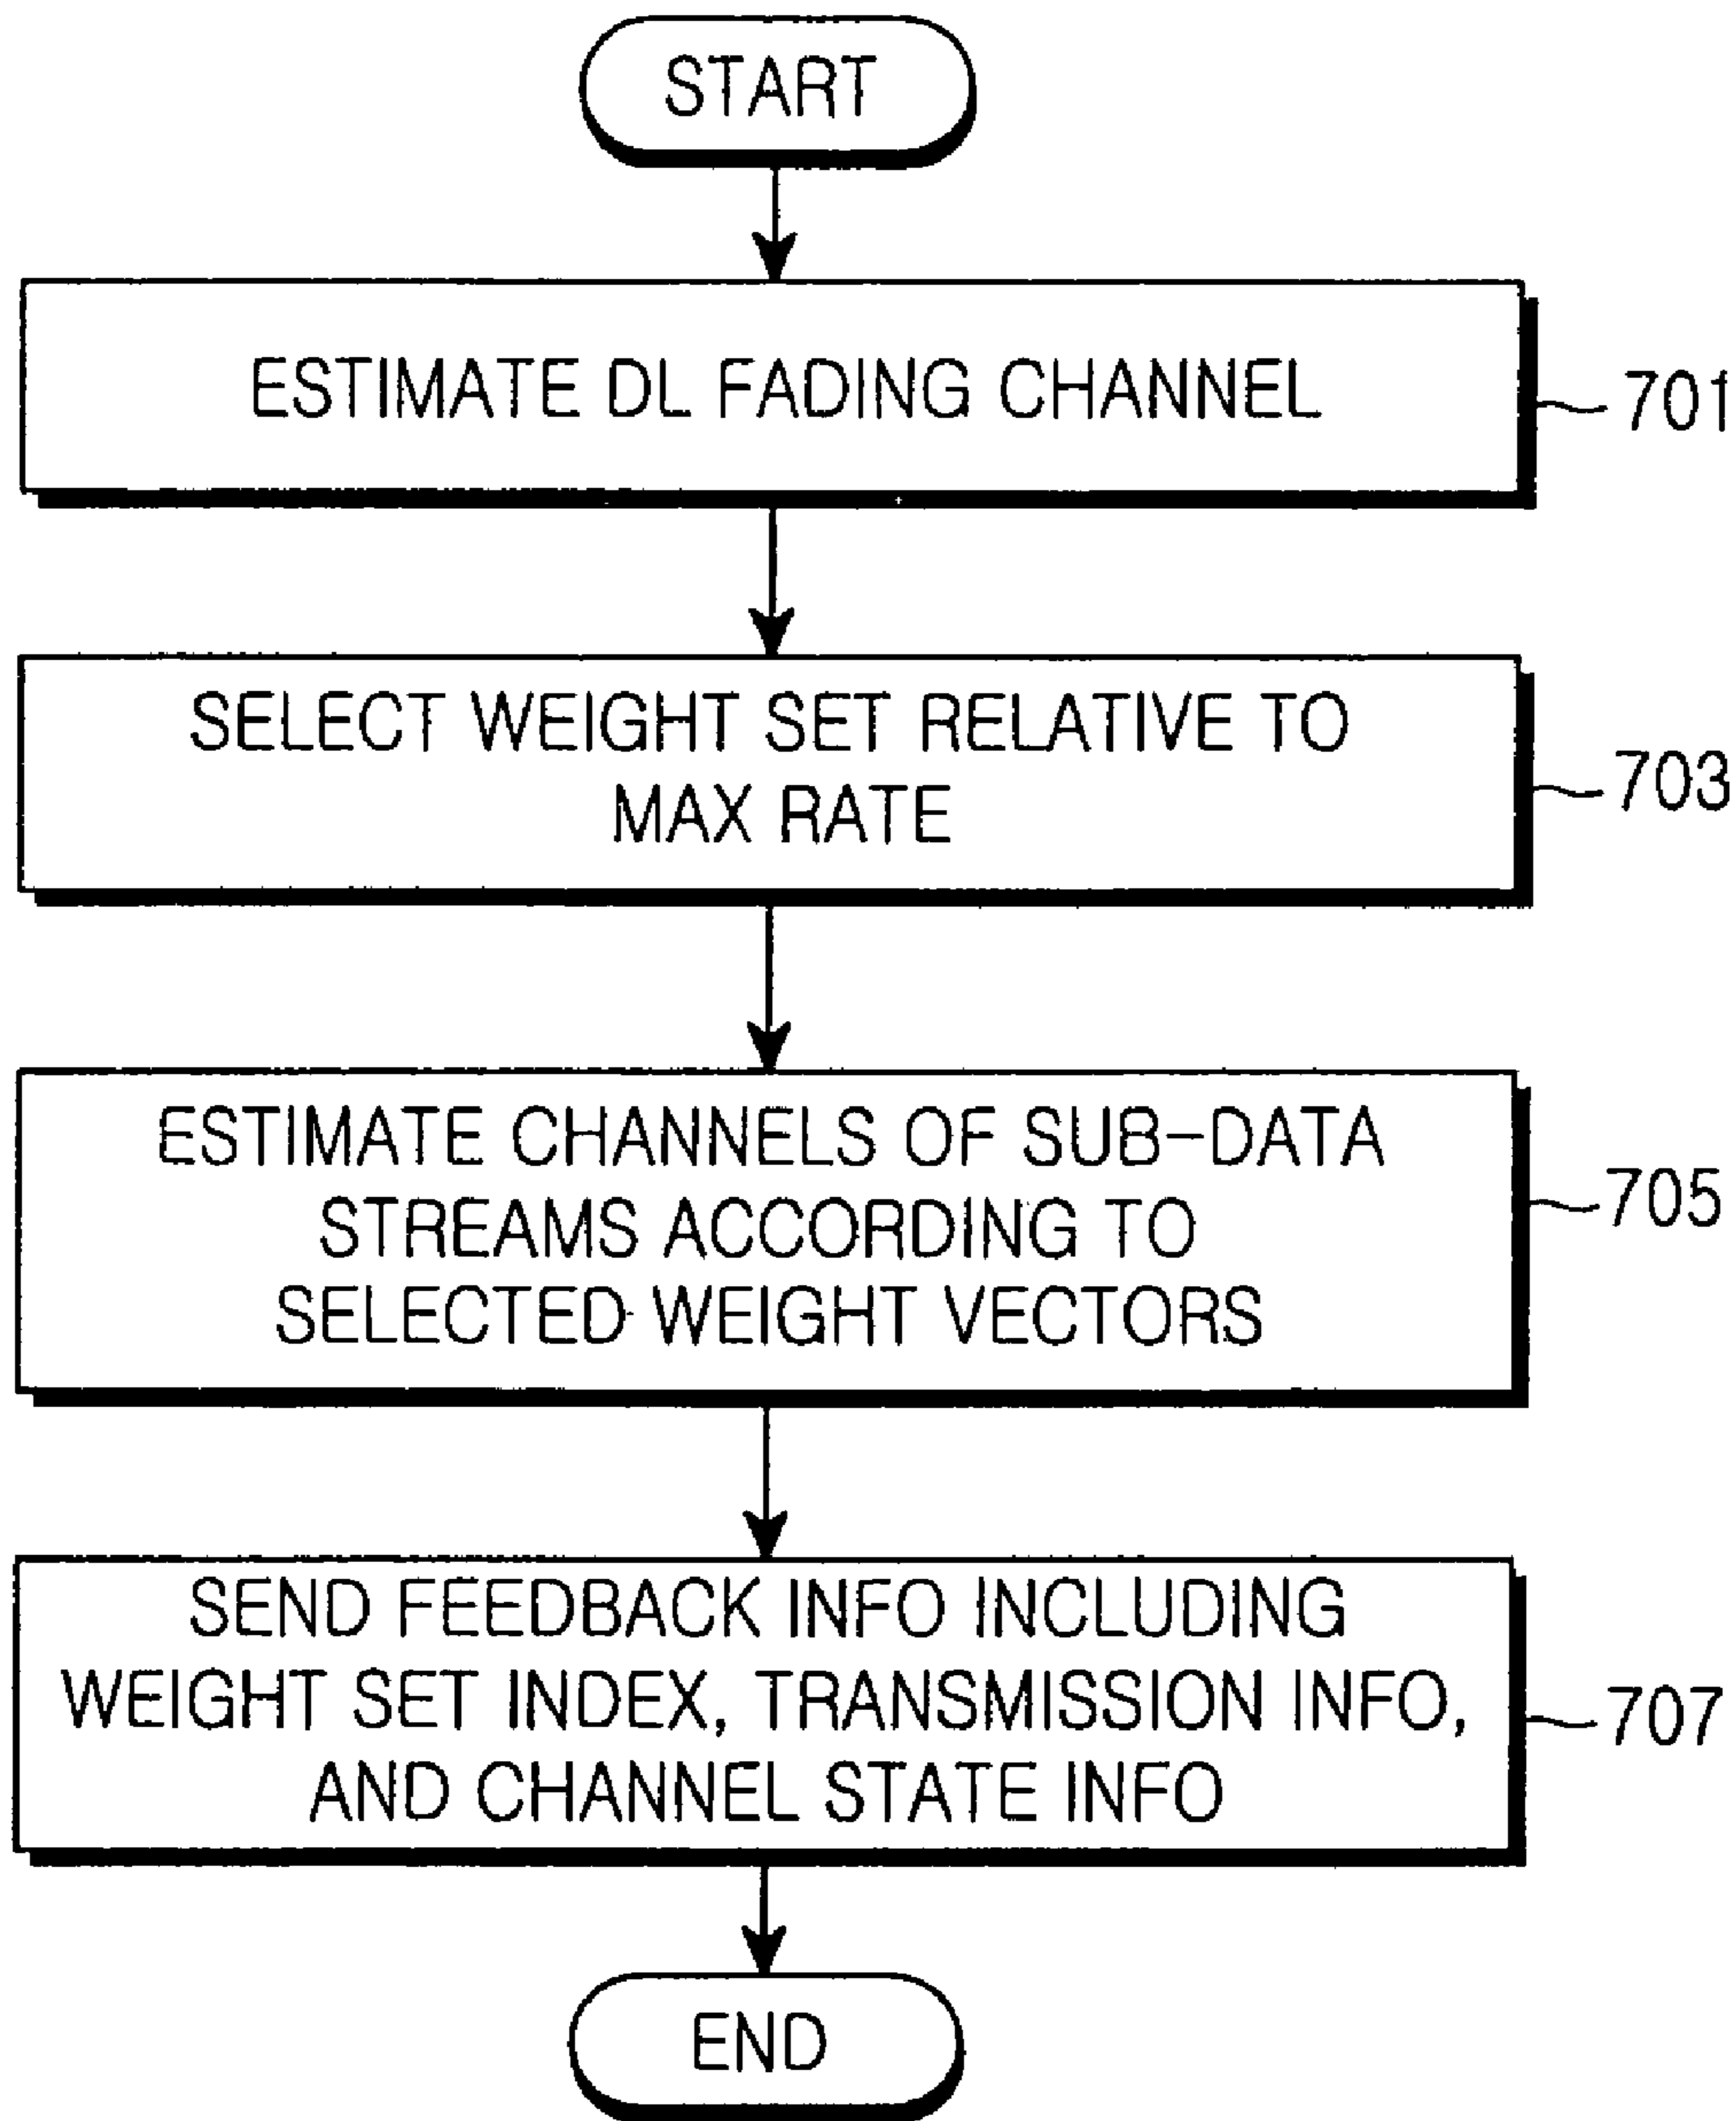 START
ESTIMATE DL FADING CHANNEL
701
SELECT WEIGHT SET RELATIVE TO
MAX RATE
703
ESTIMATE CHANNELS OF SUB-DATA
STREAMS ACCORDING TO
SELECTED WEIGHT VECTORS
705
SEND FEEDBACK INFO INCLUDING
WEIGHT SET INDEX, TRANSMISSION INFO,
AND CHANNEL STATE INFO
707
END